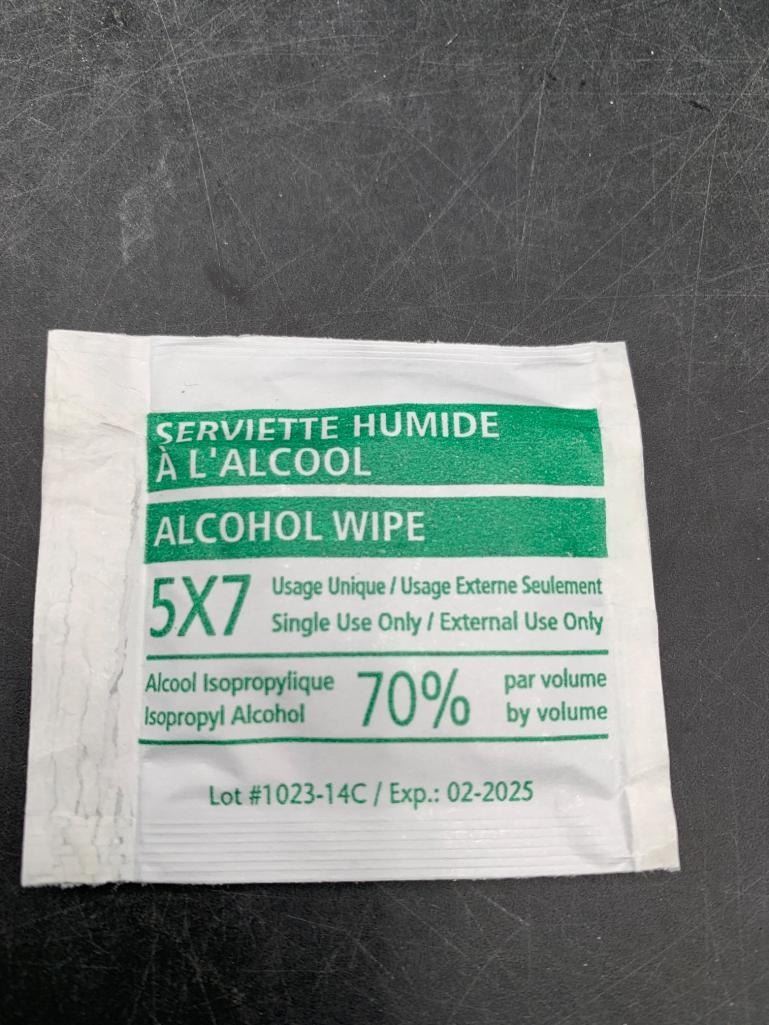 SERVIETTE HUMIDE
À L'ALCOOL
ALCOHOL WIPE
5X7
Usage Unique / Usage Externe Seulement
Single Use Only / External Use Only
Alcool Isopropylique
Isopropyl Alcohol
70%
par volume
by volume
Lot #1023-14C / Exp.: 02-2025